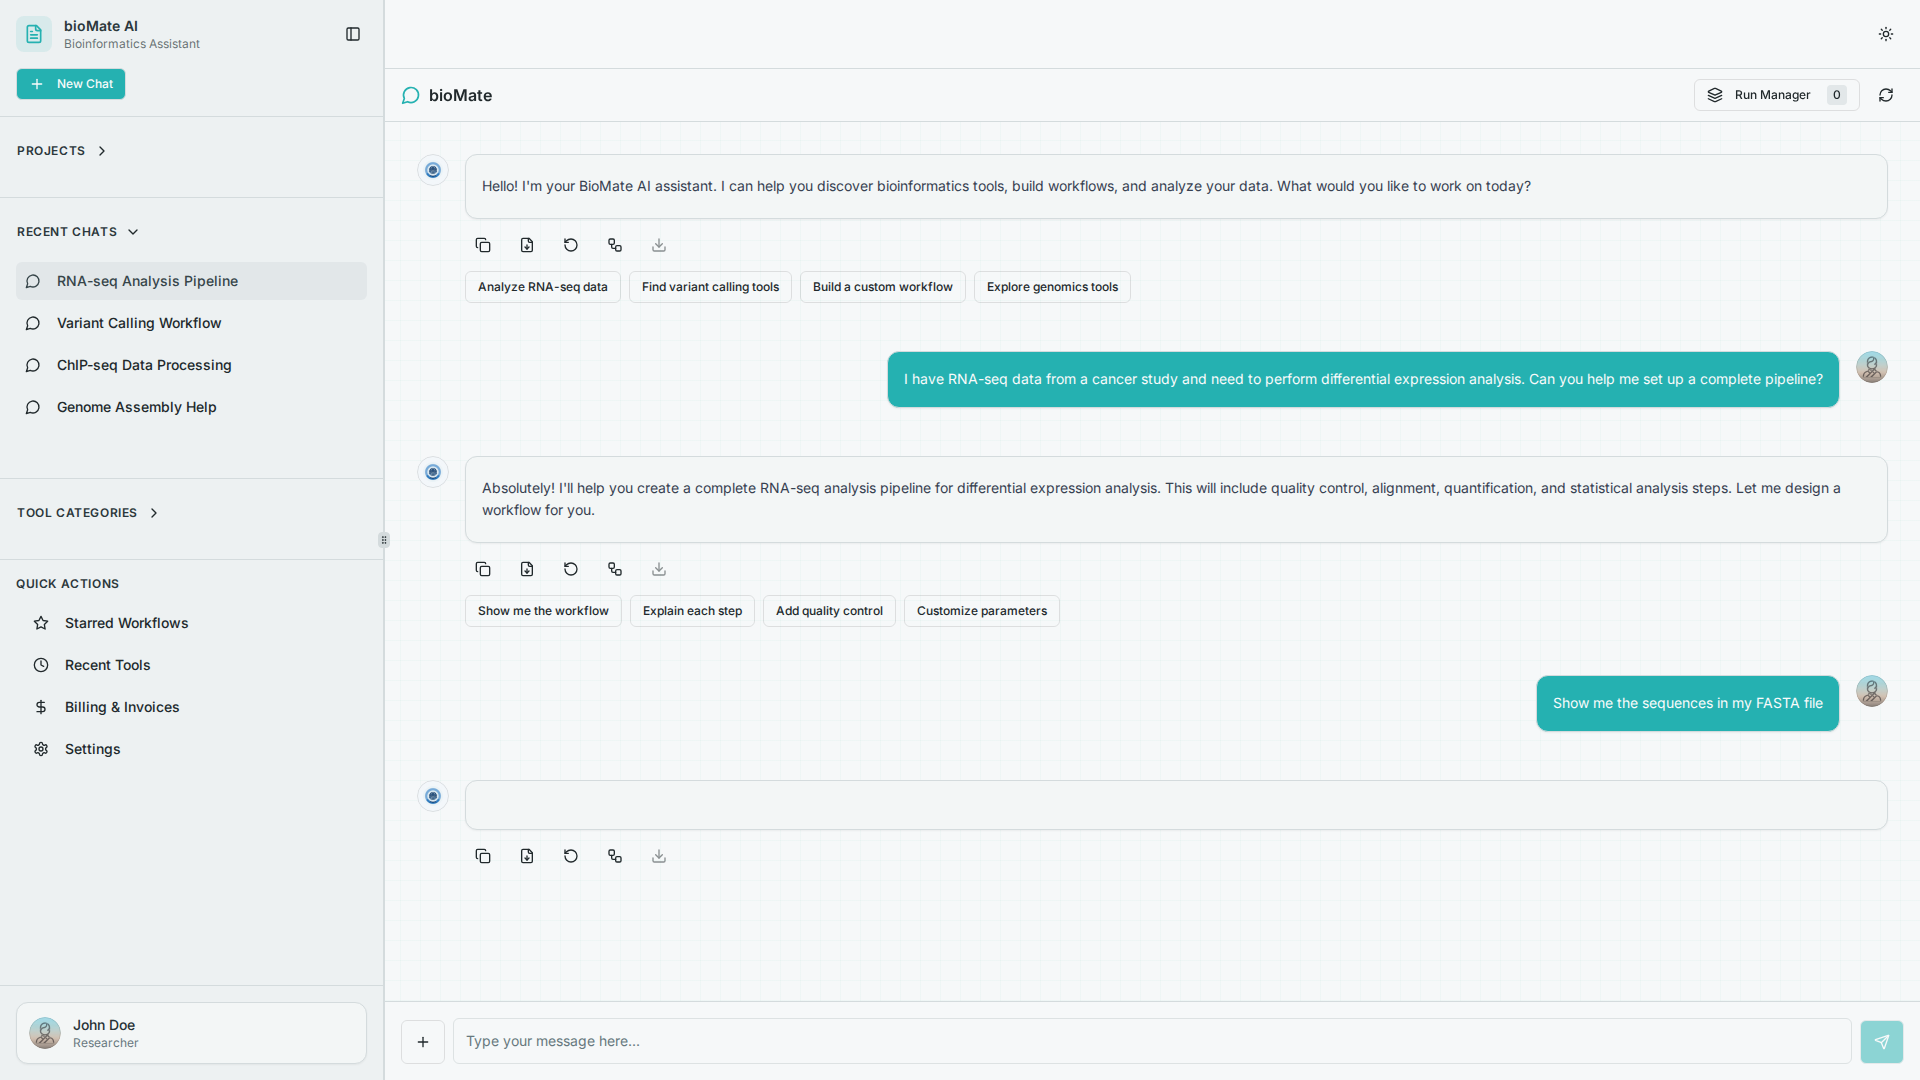 bioMate AI
Bioinformatics Assistant
New Chat
PROJECTS
RECENT CHATS
RNA-seq Analysis Pipeline
Variant Calling Workflow
ChIP-seq Data Processing
Genome Assembly Help
TOOL CATEGORIES
QUICK ACTIONS
Starred Workflows
Recent Tools
Billing & Invoices
Settings
John Doe
Researcher
bioMate
Run Manager 0
Hello! I'm your BioMate AI assistant. I can help you discover bioinformatics tools, build workflows, and analyze your data. What would you like to work on today?
Analyze RNA-seq data
Find variant calling tools
Build a custom workflow
Explore genomics tools
I have RNA-seq data from a cancer study and need to perform differential expression analysis. Can you help me set up a complete pipeline?
Absolutely! I'll help you create a complete RNA-seq analysis pipeline for differential expression analysis. This will include quality control, alignment, quantification, and statistical analysis steps. Let me design a
workflow for you.
Show me the workflow
Explain each step
Add quality control
Customize parameters
Show me the sequences in my FASTA file
Type your message here...